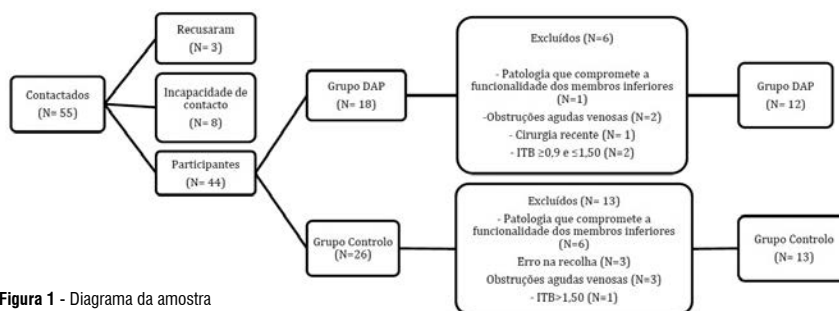 Recusaram
(N= 3)
Contactados
(N= 55)
Incapacidade de
contacto
(N= 8)
Participantes
(N= 44)
Grupo DAP
(N= 18)
Excluídos (N=6)
- Patologia que compromete a
funcionalidade dos membros inferiores
(N=1)
-Obstruções agudas venosas (N=2)
- Cirurgia recente (N= 1)
- ITB ≥0,9 e ≤1,50 (N=2)
Grupo DAP
(N= 12)
Grupo Controlo
(N=26)
Excluídos (N= 13)
- Patologia que compromete a
funcionalidade dos membros inferiores
(N=6)
Erro na recolha (N=3)
Obstruções agudas venosas (N=3)
- ITB>1,50 (N=1)
Grupo Controlo
(N= 13)
Figura 1 - Diagrama da amostra